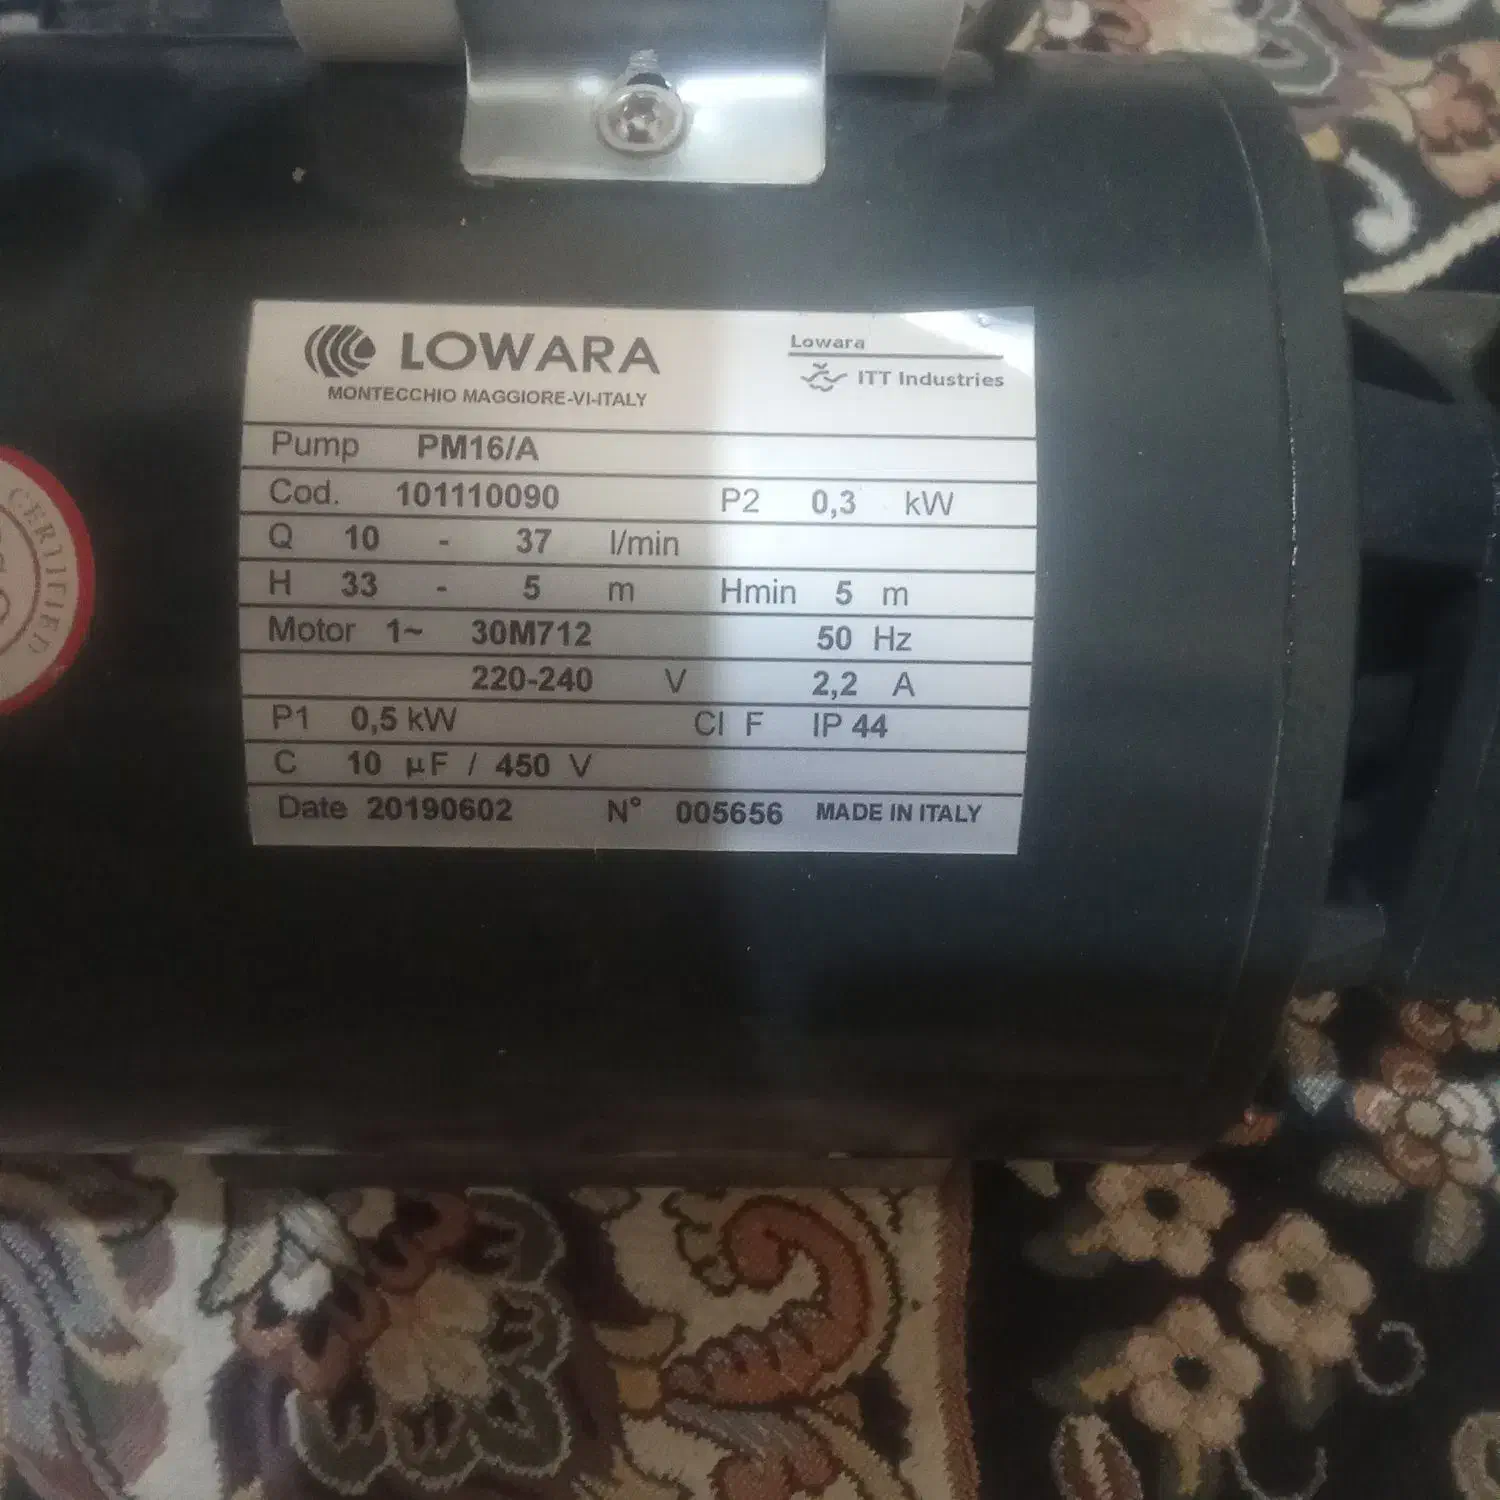 LOWARA
MONTECCHIO MAGGIORE-VI-ITALY
Lowara
ITT Industries
Pump PM16/A
Cod. 101110090 P2 0,3 kW
Q 10 - 37 l/min
H 33 - 5 m Hmin 5 m
Motor 1~ 30M712 50 Hz
220-240 V 2,2 A
P1 0,5 kW Cl F IP 44
C 10 µF / 450 V
Date 20190602 N° 005656 MADE IN ITALY
CERTIFIED